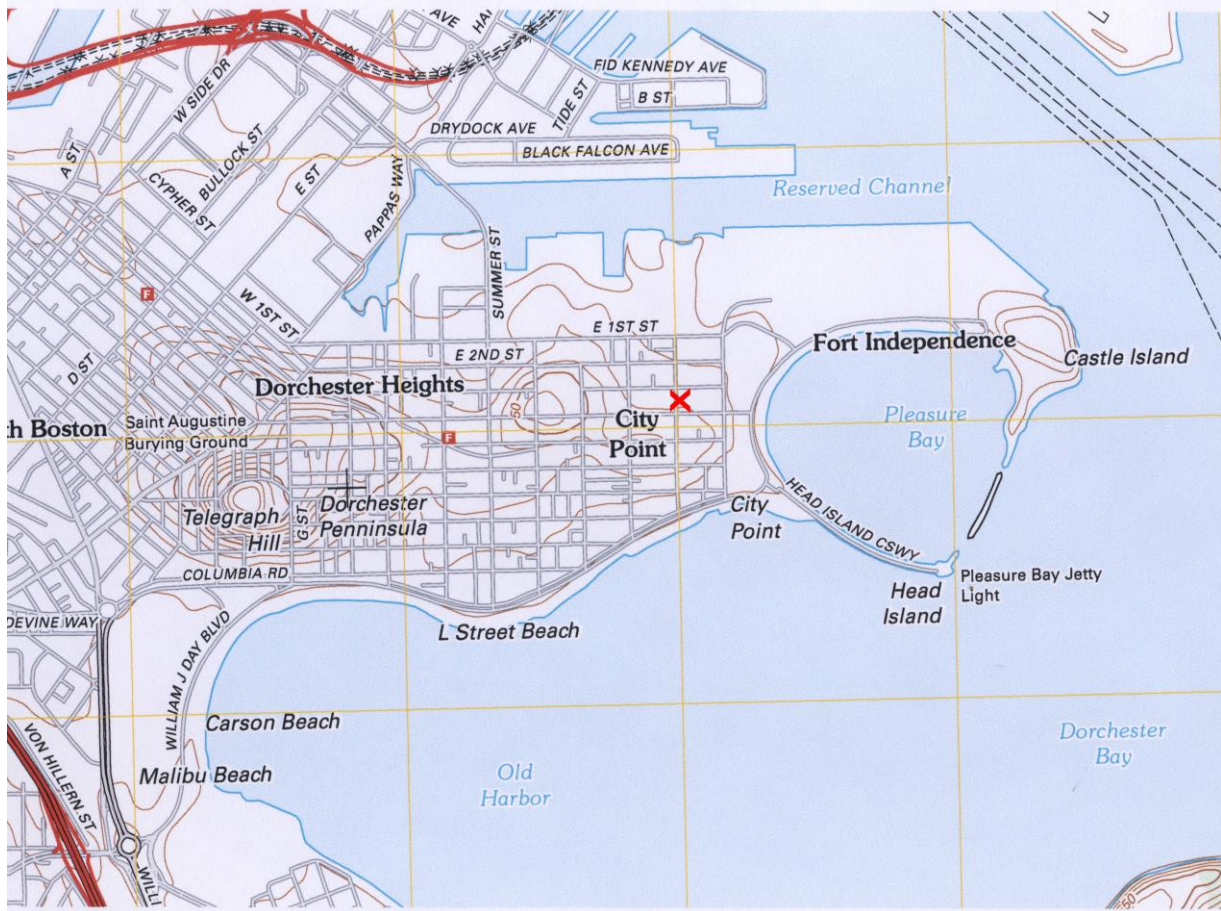 FID KENNEDY AVE
B ST
W SIDE DR
TIDE ST
DRYDOCK AVE
A ST
BULLOCK ST
BLACK FALCON AVE
CYPHER ST
E ST
Reserved Channel
PAPPAS WAY
SUMMER ST
F
W 1ST ST
E 1ST ST
Fort Independence
E 2ND ST
Castle Island
D ST
Dorchester Heights
50
Pleasure
Bay
Saint Augustine
Burying Ground
City
Point
h Boston
F
HEAD ISLAND CSWY
Telegraph
Hill
G ST
Dorchester
Penninsula
City
Point
COLUMBIA RD
Head
Island
Pleasure Bay Jetty
Light
DEVINE WAY
L Street Beach
WILLIAM J DAY BLVD
Carson Beach
VON HILLERN ST
Malibu Beach
Old
Harbor
Dorchester
Bay
WILLI
50